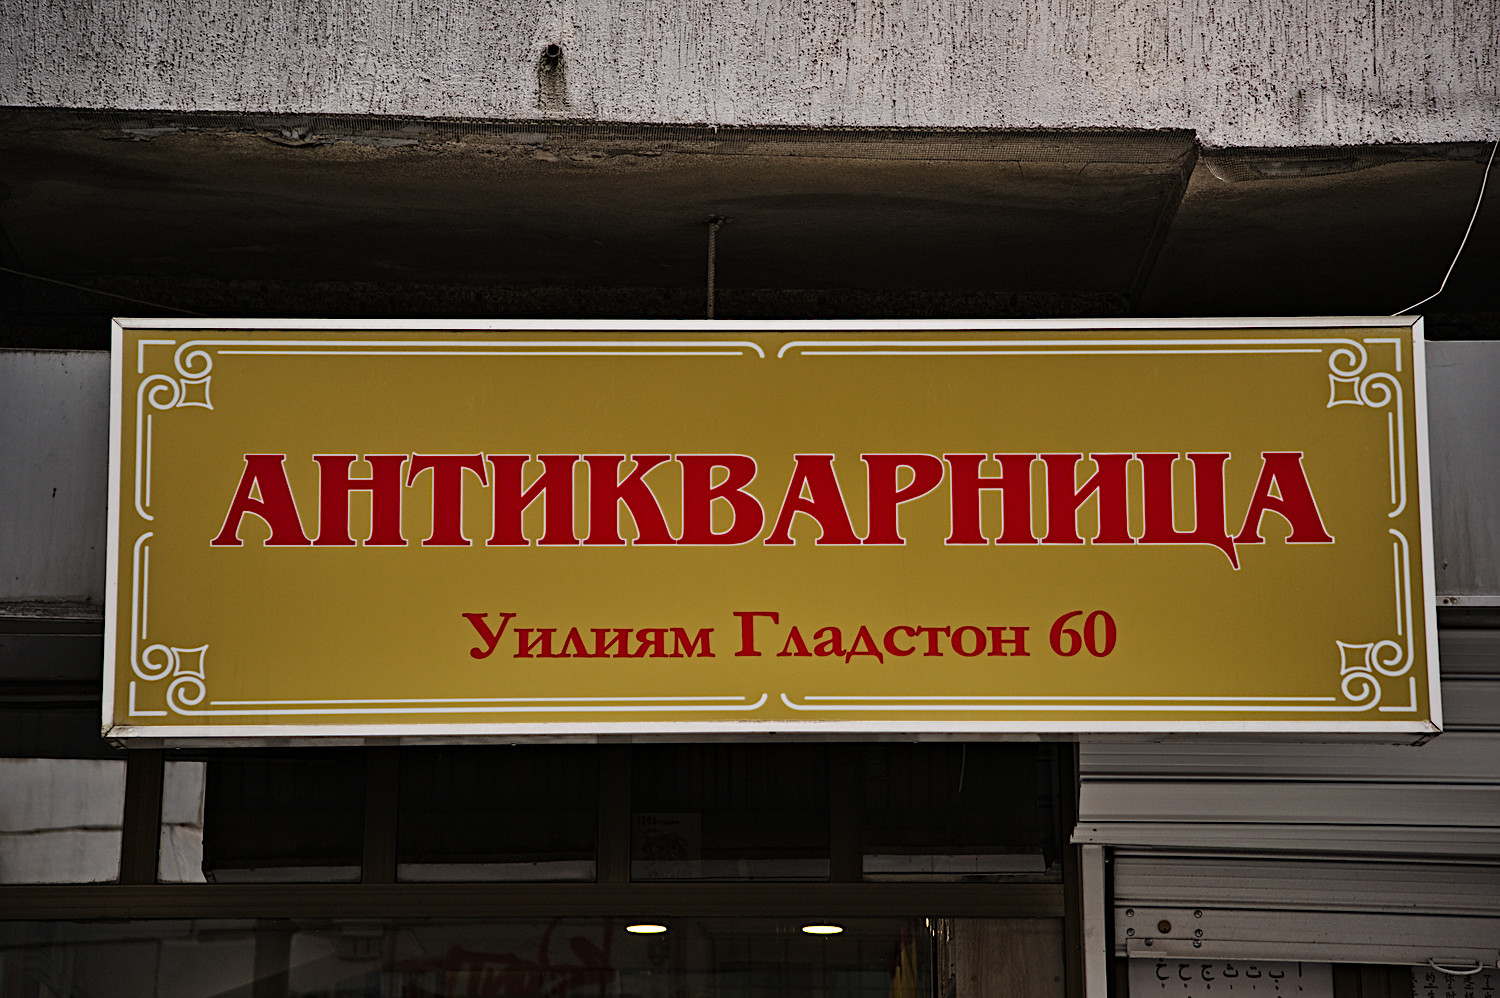 АНТИКВАРНИЦА
Уилиям Гладстон 60